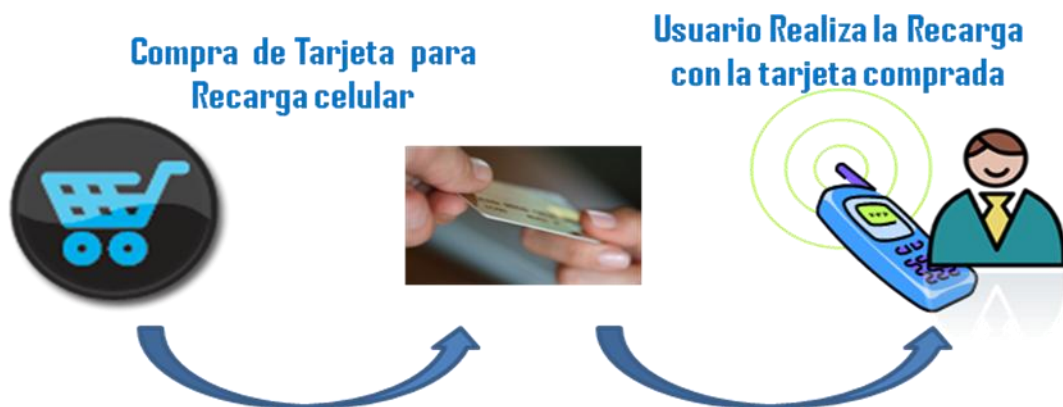 Compra de Tarjeta para
Recarga celular
Usuario Realiza la Recarga
con la tarjeta comprada